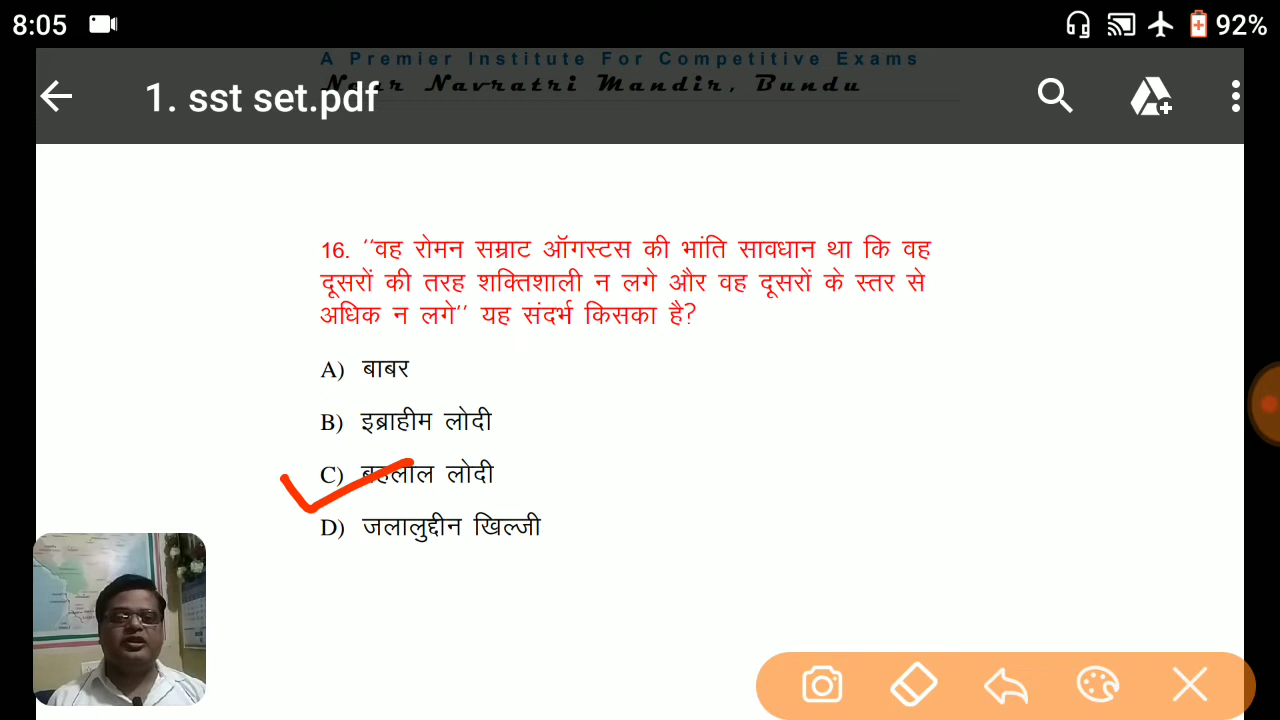 8:05
92%
A Premier Institute For Competitive Exams
Near Navratri Mandir, Bundu
1. sst set.pdf
16. ‘‘वह रोमन सम्राट ऑगस्टस की भांति सावधान था कि वह
दूसरों की तरह शक्तिशाली न लगे और वह दूसरों के स्तर से
अधिक न लगे’’ यह संदर्भ किसका है?
A) बाबर
B) इब्राहीम लोदी
C) बहलोल लोदी
D) जलालुद्दीन खिल्जी